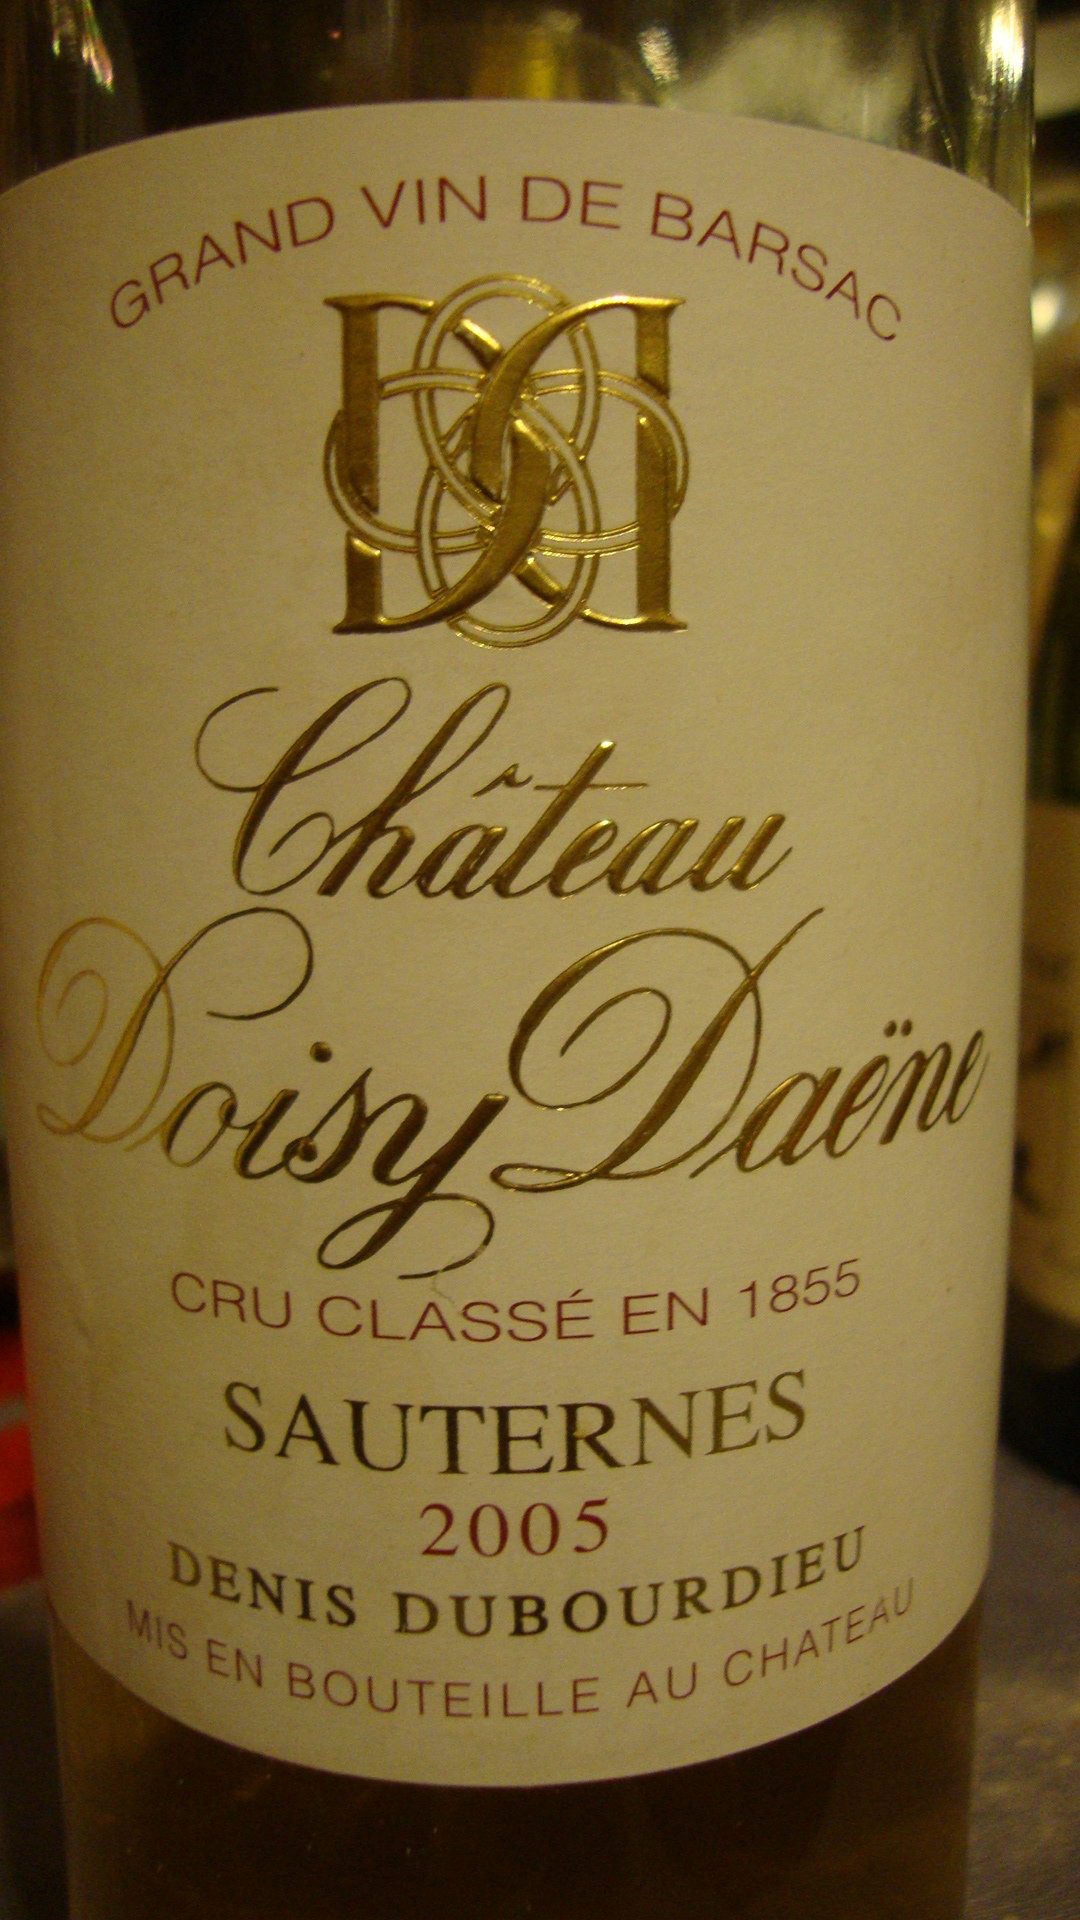 GRAND VIN DE BARSAC
Château
Doisy Daëne
CRU CLASSÉ EN 1855
SAUTERNES
2005
DENIS DUBOURDIEU
MIS EN BOUTEILLE AU CHATEAU